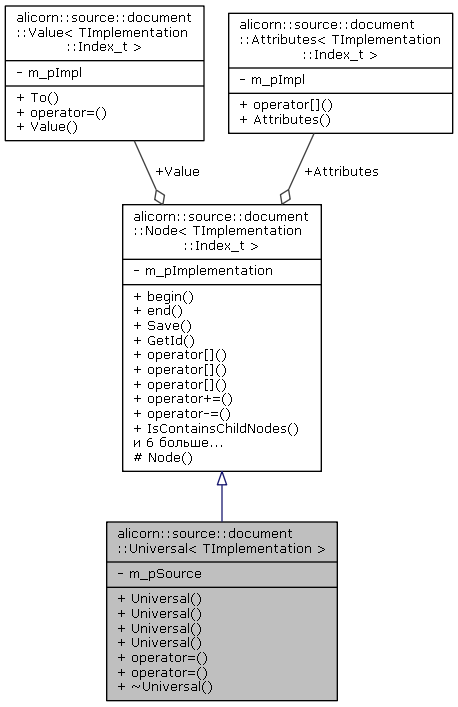 alicorn::source::document
::Value< TImplementation
::Index_t >
- m_pImpl
+ To()
+ operator=()
+ Value()
alicorn::source::document
::Attributes< TImplementation
::Index_t >
- m_pImpl
+ operator[]()
+ Attributes()
+Value
+Attributes
alicorn::source::document
::Node< TImplementation
::Index_t >
- m_pImplementation
+ begin()
+ end()
+ Save()
+ GetId()
+ operator[]()
+ operator[]()
+ operator[]()
+ operator+=()
+ operator-=()
+ IsContainsChildNodes()
и 6 больше...
# Node()
alicorn::source::document
::Universal< TImplementation >
- m_pSource
+ Universal()
+ Universal()
+ Universal()
+ Universal()
+ operator=()
+ operator=()
+ ~Universal()